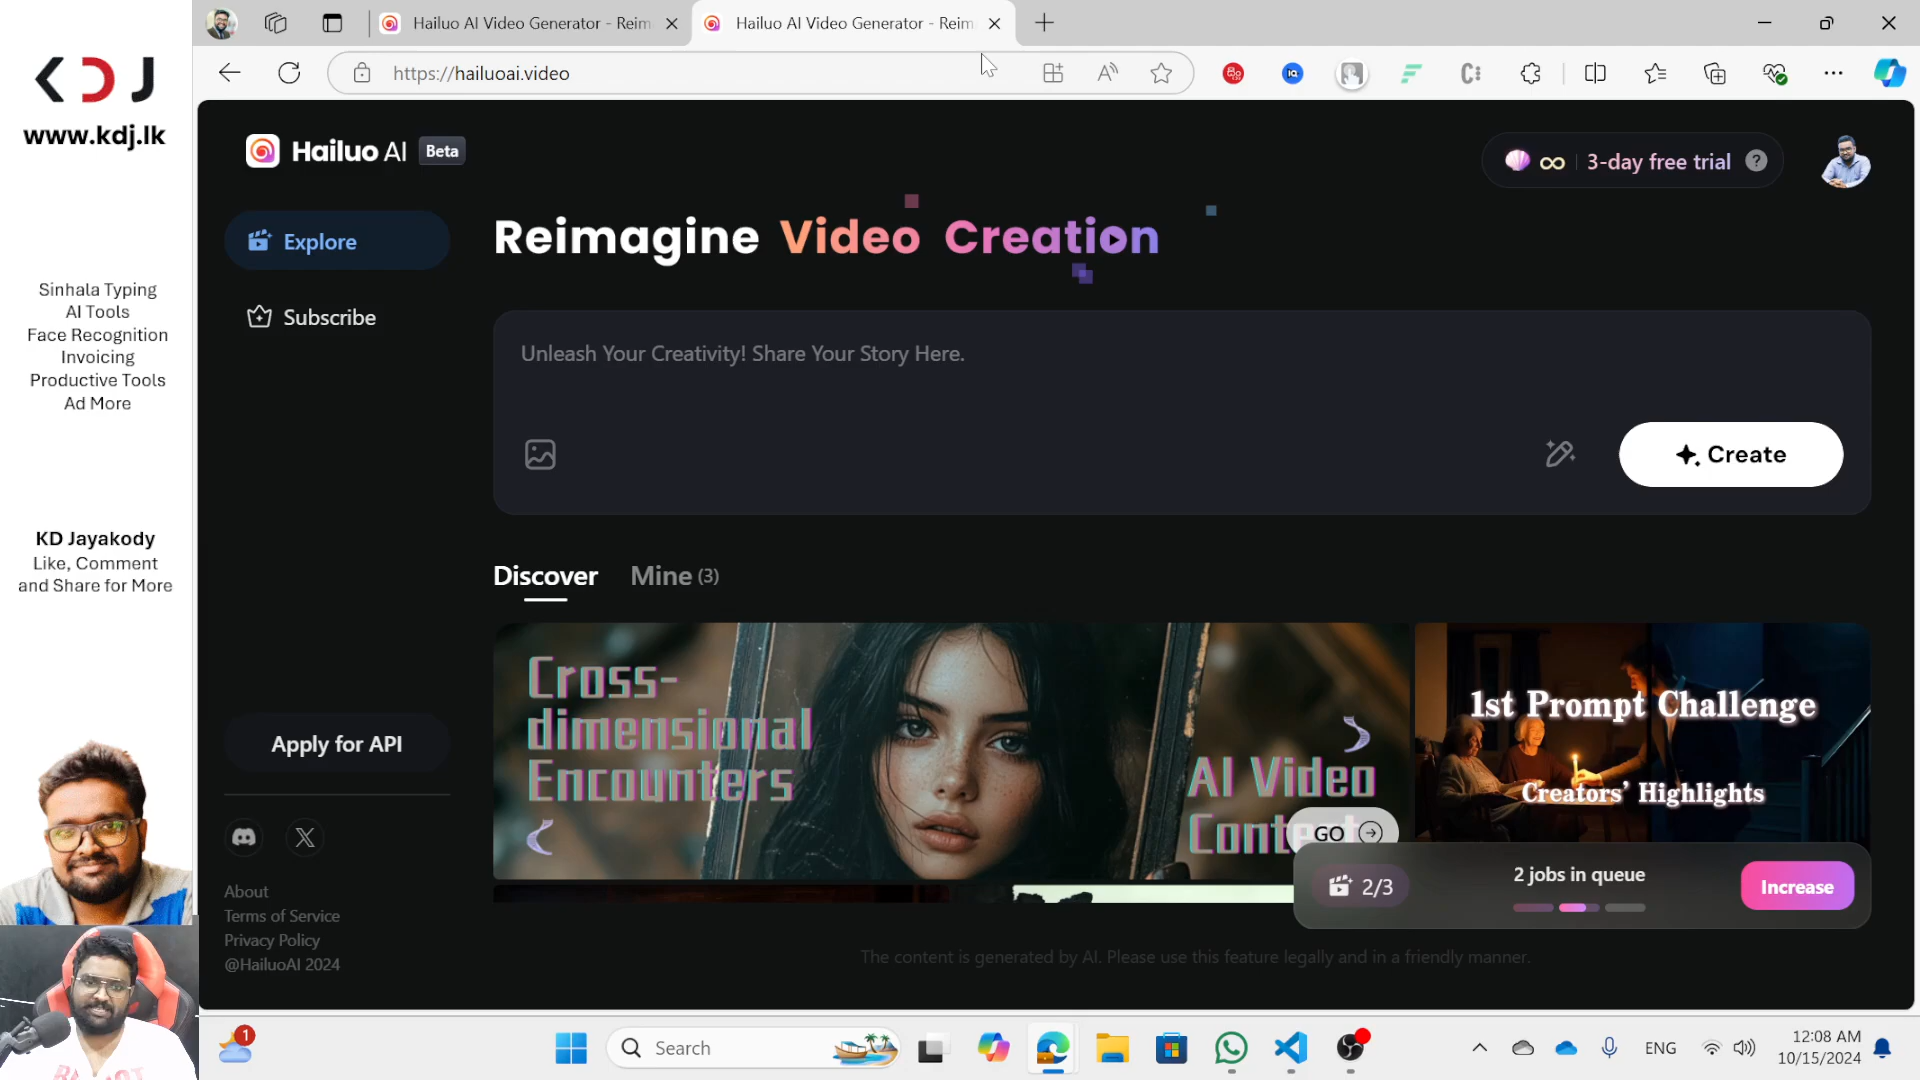 KDJ
www.kdj.lk
Sinhala Typing
AI Tools
Face Recognition
Invoicing
Productive Tools
Ad More
KD Jayakody
Like, Comment
and Share for More
Hailuo AI Video Generator - Reim
Hailuo AI Video Generator - Reim
https://hailuoai.video
Hailuo AI Beta
3-day free trial ?
Explore
Subscribe
Reimagine Video Creation
Unleash Your Creativity! Share Your Story Here.
Create
Discover Mine (3)
Cross-
dimensional
Encounters
AI Video
GO
1st Prompt Challenge
Creators' Highlights
2/3
2 jobs in queue
Increase
Apply for API
About
Terms of Service
Privacy Policy
@HailuoAI 2024
The content is generated by AI. Please use this feature legally and in a friendly manner.
1
Search
ENG
12:08 AM
10/15/2024